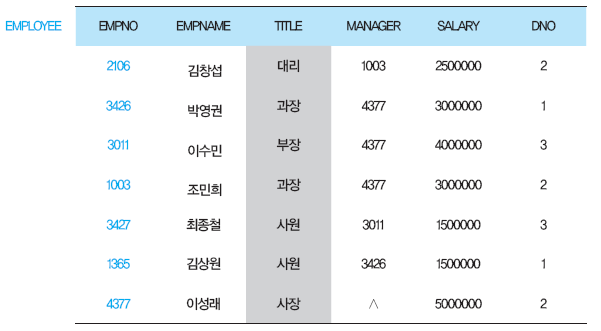 EMPLOYEE EMPNO EMPNAME TITLE MANAGER SALARY DNO
2106 김창섭 대리 1003 2500000 2
3426 박영권 과장 4377 3000000 1
3011 이수민 부장 4377 4000000 3
1003 조민희 과장 4377 3000000 2
3427 최종철 사원 3011 1500000 3
1365 김상원 사원 3426 1500000 1
4377 이성래 사장 ∧ 5000000 2